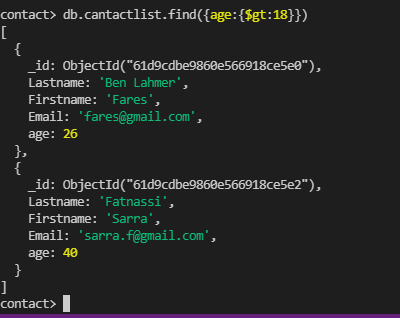 contact> db.cantactlist.find({age:{$gt:18}})
[
  {
    _id: ObjectId("61d9cdbe9860e566918ce5e0"),
    Lastname: 'Ben Lahmer',
    Firstname: 'Fares',
    Email: 'fares@gmail.com',
    age: 26
  },
  {
    _id: ObjectId("61d9cdbe9860e566918ce5e2"),
    Lastname: 'Fatnassi',
    Firstname: 'Sarra',
    Email: 'sarra.f@gmail.com',
    age: 40
  }
]
contact>